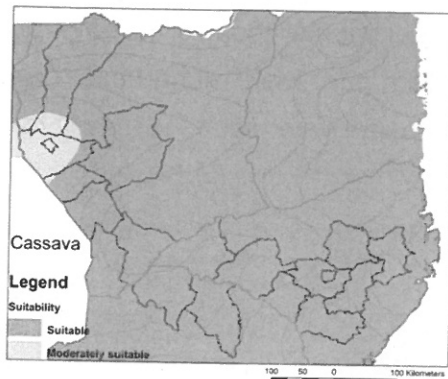 Cassava
Legend
Suitability
Suitable
Moderately suitable
100 50 0 100 Kilometers